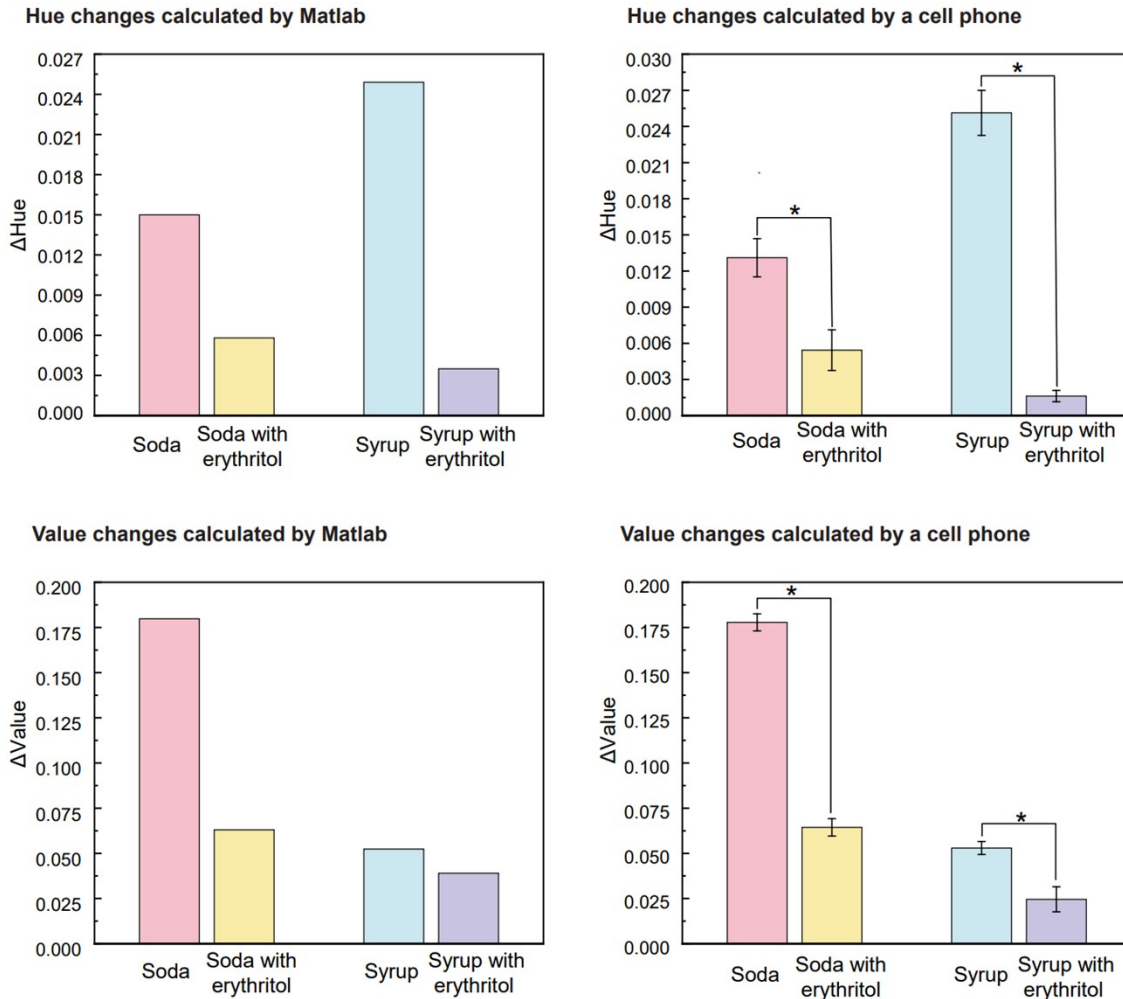 Hue changes calculated by Matlab
0.027
0.024
0.021
0.018
0.015
0.012
0.009
0.006
0.003
0.000
ΔHue
Soda
Soda with
erythritol
Syrup
Syrup with
erythritol
Hue changes calculated by a cell phone
0.030
0.027
0.024
0.021
0.018
0.015
0.012
0.009
0.006
0.003
0.000
ΔHue
*
*
Soda
Soda with
erythritol
Syrup
Syrup with
erythritol
Value changes calculated by Matlab
0.200
0.175
0.150
0.125
0.100
0.075
0.050
0.025
0.000
ΔValue
Soda
Soda with
erythritol
Syrup
Syrup with
erythritol
Value changes calculated by a cell phone
0.200
0.175
0.150
0.125
0.100
0.075
0.050
0.025
0.000
ΔValue
*
*
Soda
Soda with
erythritol
Syrup
Syrup with
erythritol